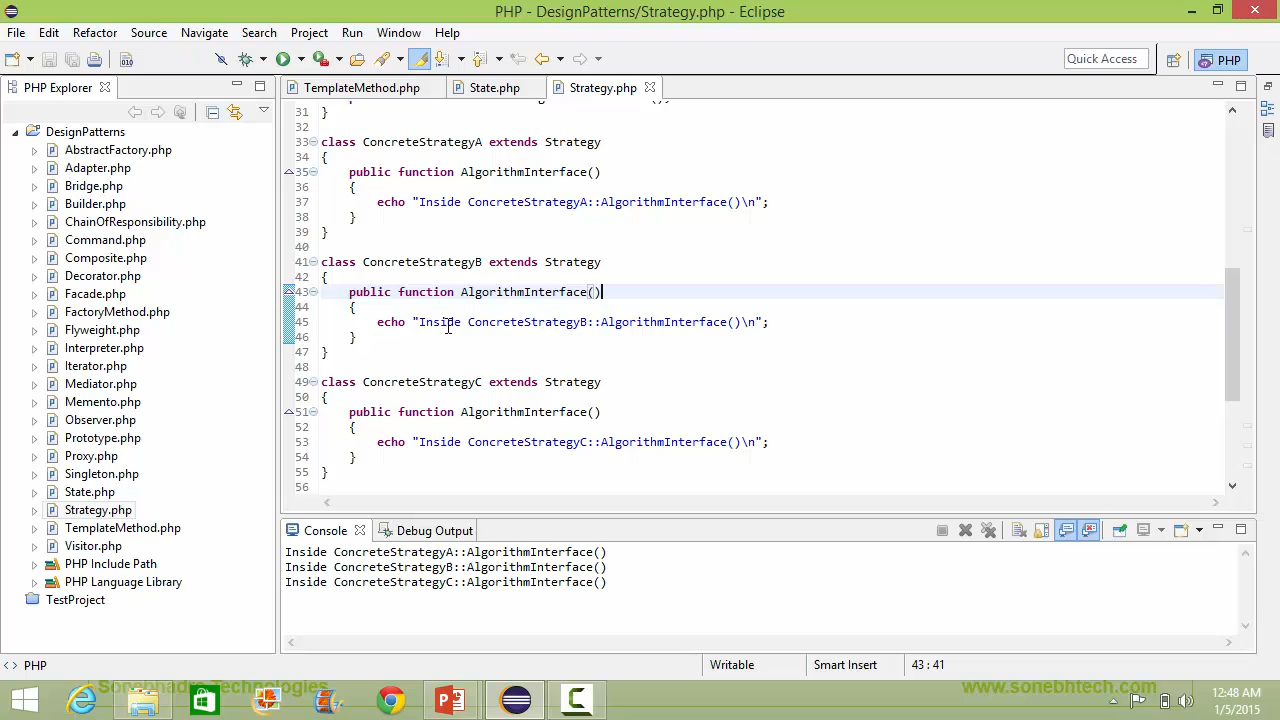 PHP - DesignPatterns/Strategy.php - Eclipse
File Edit Refactor Source Navigate Search Project Run Window Help
Quick Access
PHP
PHP Explorer
TemplateMethod.php
State.php
Strategy.php
DesignPatterns
AbstractFactory.php
Adapter.php
Bridge.php
Builder.php
ChainOfResponsibility.php
Command.php
Composite.php
Decorator.php
Facade.php
FactoryMethod.php
Flyweight.php
Interpreter.php
Iterator.php
Mediator.php
Memento.php
Observer.php
Prototype.php
Proxy.php
Singleton.php
State.php
Strategy.php
TemplateMethod.php
Visitor.php
PHP Include Path
PHP Language Library
TestProject
31 }
32
33 class ConcreteStrategyA extends Strategy
34 {
35 public function AlgorithmInterface()
36 {
37 echo "Inside ConcreteStrategyA::AlgorithmInterface()\n";
38 }
39 }
40
41 class ConcreteStrategyB extends Strategy
42 {
43 public function AlgorithmInterface()
44 {
45 echo "Inside ConcreteStrategyB::AlgorithmInterface()\n";
46 }
47 }
48
49 class ConcreteStrategyC extends Strategy
50 {
51 public function AlgorithmInterface()
52 {
53 echo "Inside ConcreteStrategyC::AlgorithmInterface()\n";
54 }
55 }
56
Console
Debug Output
Inside ConcreteStrategyA::AlgorithmInterface()
Inside ConcreteStrategyB::AlgorithmInterface()
Inside ConcreteStrategyC::AlgorithmInterface()
PHP
Writable
Smart Insert
43 : 41
Sonebhadra Technologies
www.sonebhtech.com
12:48 AM
1/5/2015